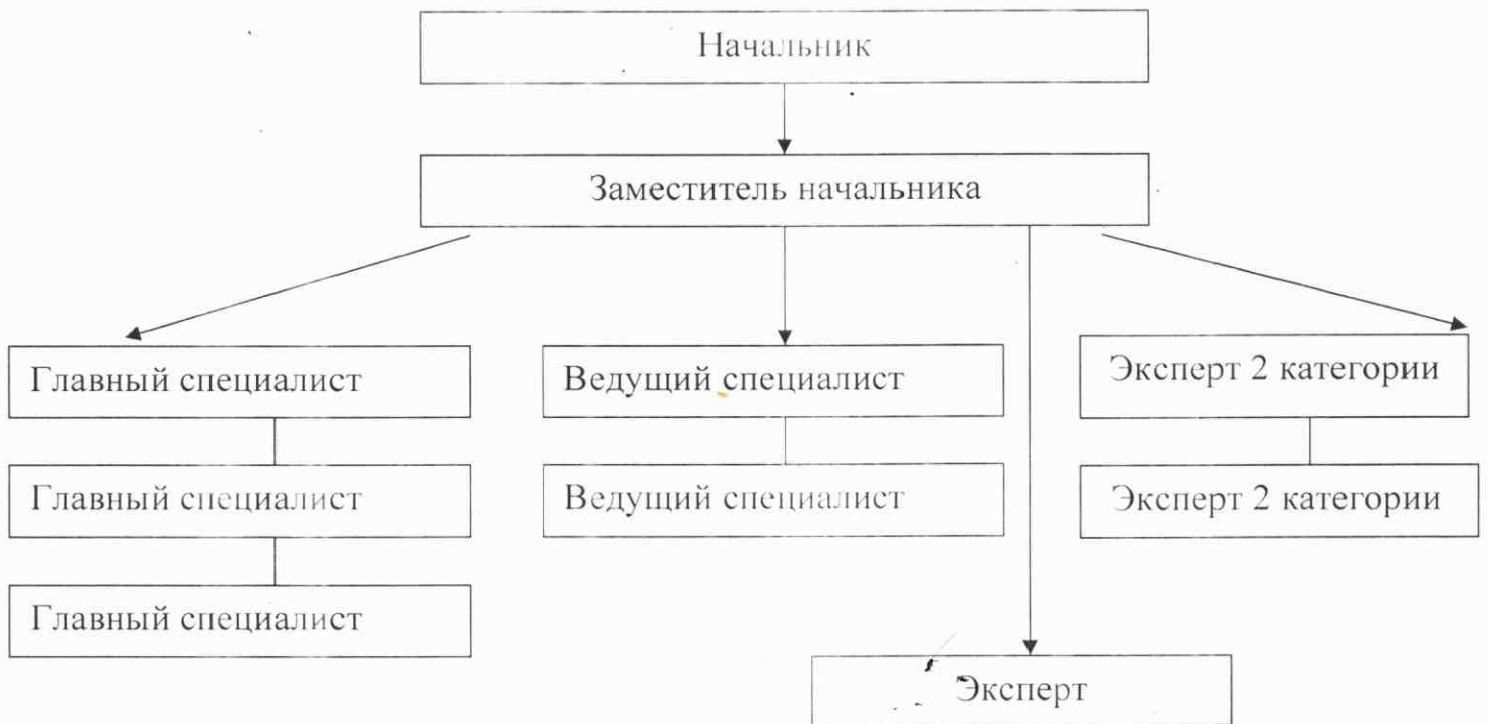 Начальник
Заместитель начальника
Главный специалист
Ведущий специалист
Эксперт 2 категории
Главный специалист
Ведущий специалист
Эксперт 2 категории
Главный специалист
Эксперт